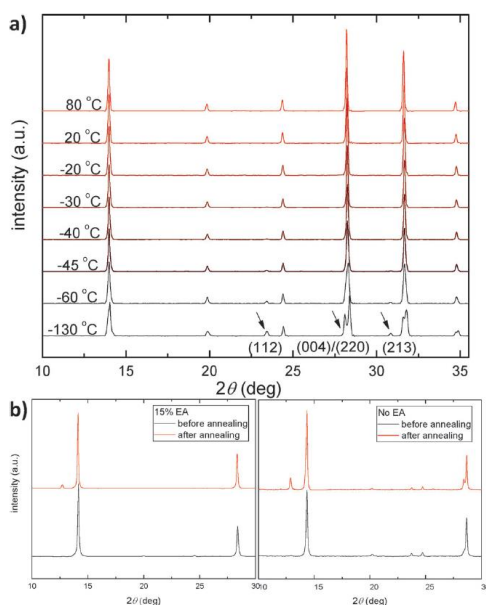 a)
intensity (a.u.)
80 °C
20 °C
-20 °C
-30 °C
-40 °C
-45 °C
-60 °C
-130 °C
(112) (004)/(220) (213)
10 15 20 25 30 35
2θ (deg)
b)
intensity (a.u.)
15% EA
before annealing
after annealing
10 15 20 25 30
2θ (deg)
No EA
before annealing
after annealing
10 15 20 25 30
2θ (deg)